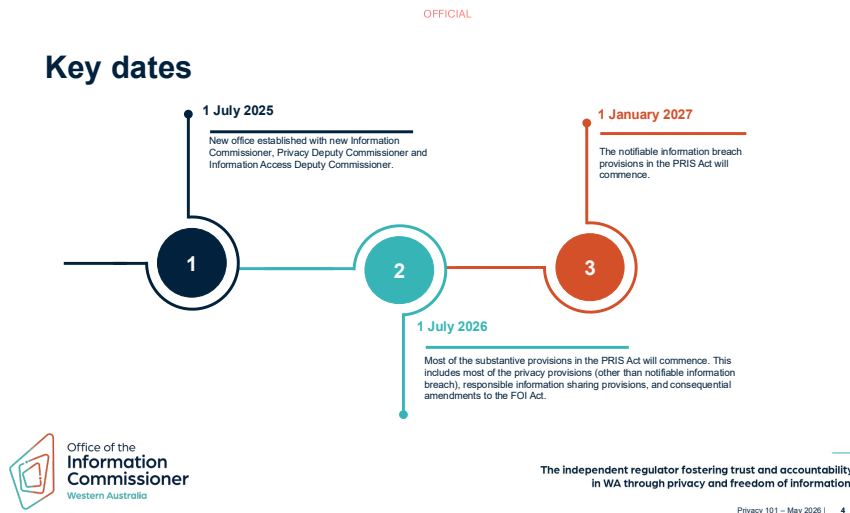 OFFICIAL
Key dates
1 July 2025
New office established with new Information
Commissioner, Privacy Deputy Commissioner and
Information Access Deputy Commissioner.
1 January 2027
The notifiable information breach
provisions in the PRIS Act will
commence.
1
2
3
1 July 2026
Most of the substantive provisions in the PRIS Act will commence. This
includes most of the privacy provisions (other than notifiable information
breach), responsible information sharing provisions, and consequential
amendments to the FOI Act.
Office of the
Information
Commissioner
Western Australia
The independent regulator fostering trust and accountability
in WA through privacy and freedom of information
Privacy 101 – May 2026 | 4